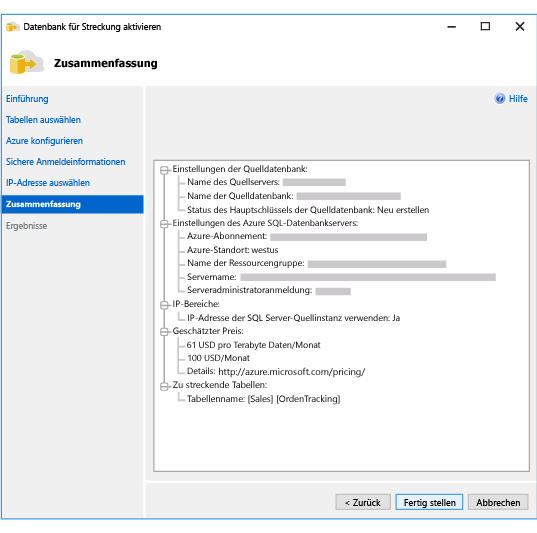 Datenbank für Streckung aktivieren
Zusammenfassung
Einführung
Tabellen auswählen
Azure konfigurieren
Sichere Anmeldeinformationen
IP-Adresse auswählen
Zusammenfassung
Ergebnisse
Hilfe
Einstellungen der Quelldatenbank:
Name des Quellservers:
Name der Quelldatenbank:
Status des Hauptschlüssels der Quelldatenbank: Neu erstellen
Einstellungen des Azure SQL-Datenbankservers:
Azure-Abonnement:
Azure-Standort: westus
Name der Ressourcengruppe:
Servername:
Serveradministratoranmeldung:
IP-Bereiche:
IP-Adresse der SQL Server-Quellinstanz verwenden: Ja
Geschätzter Preis:
61 USD pro Terabyte Daten/Monat
100 USD/Monat
Details: http://azure.microsoft.com/pricing/
Zu streckende Tabellen:
Tabellenname: [Sales] [OrdenTracking]
< Zurück
Fertig stellen
Abbrechen